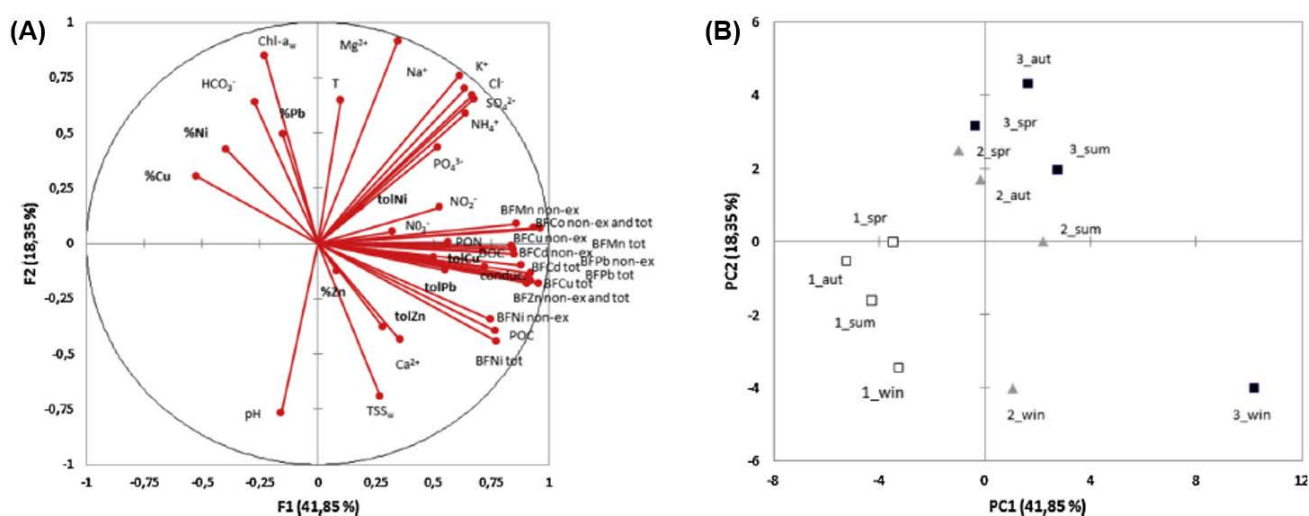 (A)
1
Chl-a_w
Mg²⁺
Na⁺
K⁺
0,75
HCO₃⁻
T
Cl⁻
SO₄²⁻
%Pb
NH₄⁺
0,5
%Ni
PO₄³⁻
%Cu
0,25
tolNi
NO₂⁻
BFMn non-ex
N0₃⁻
BFCo non-ex and tot
0
PON
BFCu non-ex
BFMn tot
DOC
BFCd non-ex
tolCu
BFPb non-ex
BFCd tot
conduc
BFPb tot
%Zn
tolPb
BFCu tot
-0,25
BFZn non-ex and tot
tolZn
BFNi non-ex
POC
Ca²⁺
BFNi tot
-0,5
-0,75
pH
TSS_w
-1
-1 -0,75 -0,5 -0,25 0 0,25 0,5 0,75 1
F1 (41,85 %)
F2 (18,35 %)
(B)
6
3_aut
4
3_spr
2_spr
3_sum
2
2_aut
1_spr
2_sum
0
1_aut
-2
1_sum
1_win
-4
2_win
3_win
-6
-8 -4 0 4 8 12
PC1 (41,85 %)
PC2 (18,35 %)